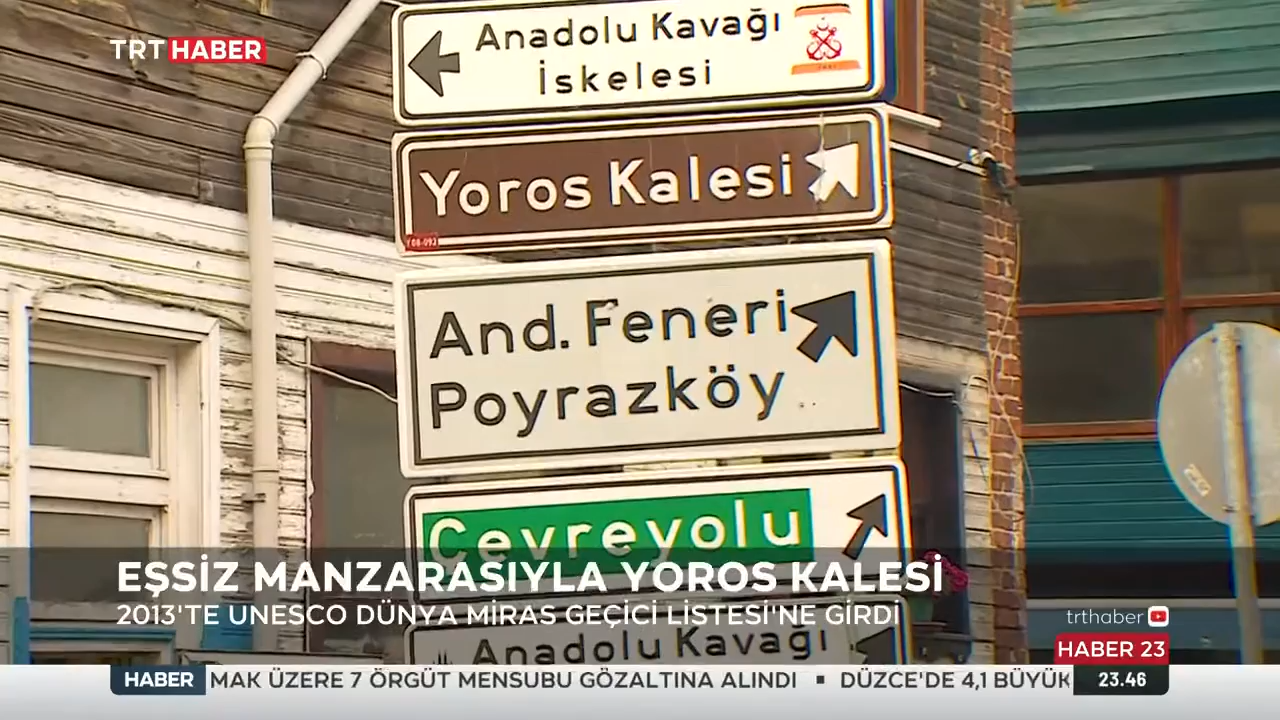 TRT HABER
Anadolu Kavağı
İskelesi
Yoros Kalesi
And. Feneri
Poyrazköy
Çevreyolu
EŞSİZ MANZARASIYLA YOROS KALESİ
2013'TE UNESCO DÜNYA MİRAS GEÇİCİ LİSTESİ'NE GİRDİ
Anadolu Kavağı
trthaber
HABER 23
HABER MAK ÜZERE 7 ÖRGÜT MENSUBU GÖZALTINA ALINDI ▪ DÜZCE'DE 4,1 BÜYÜK 23.46